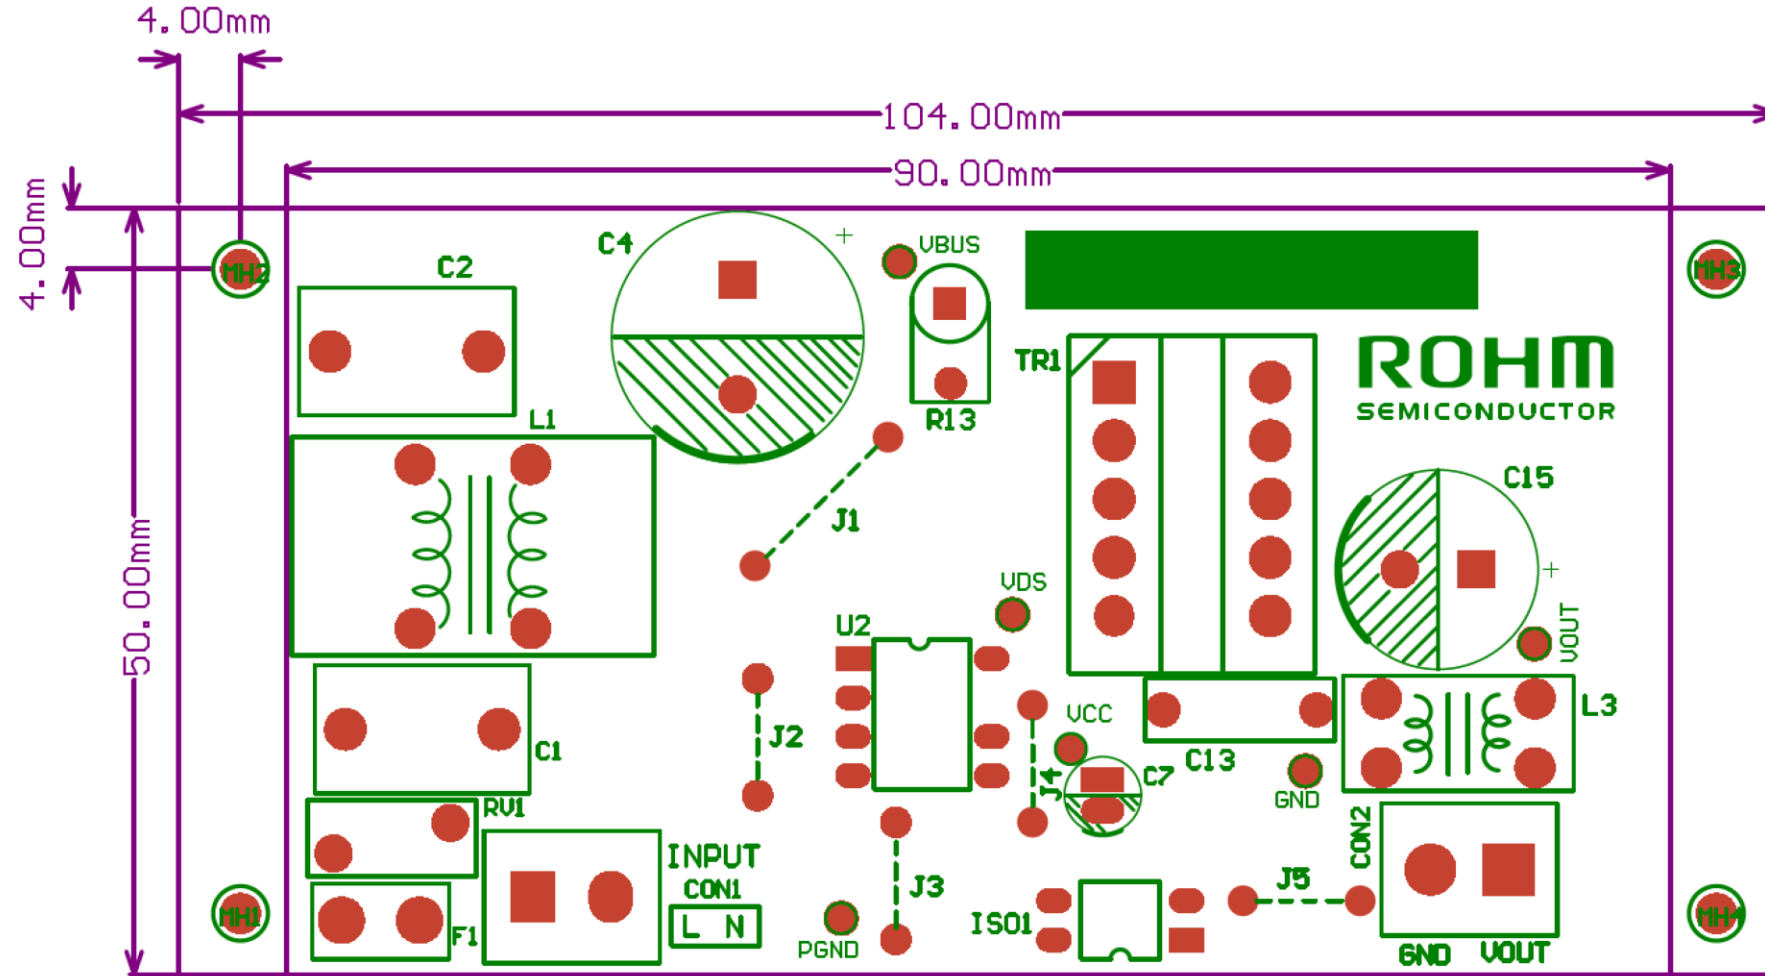 4.00mm
104.00mm
90.00mm
4.00mm
50.00mm
MH2
C2
C4
+
VBUS
MH3
ROHM
SEMICONDUCTOR
TR1
R13
L1
C15
J1
+
VDS
VOUT
U2
L3
VCC
J2
C1
C13
C7
J4
GND
RV1
CON2
INPUT
CON1
L N
J3
J5
MH1
F1
PGND
ISO1
MH4
GND VOUT